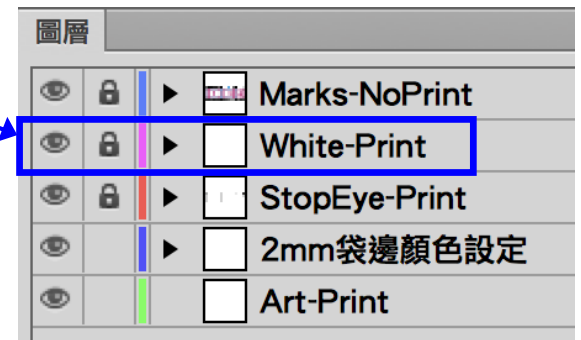 圖層
Marks-NoPrint
White-Print
StopEye-Print
2mm袋邊顏色設定
Art-Print